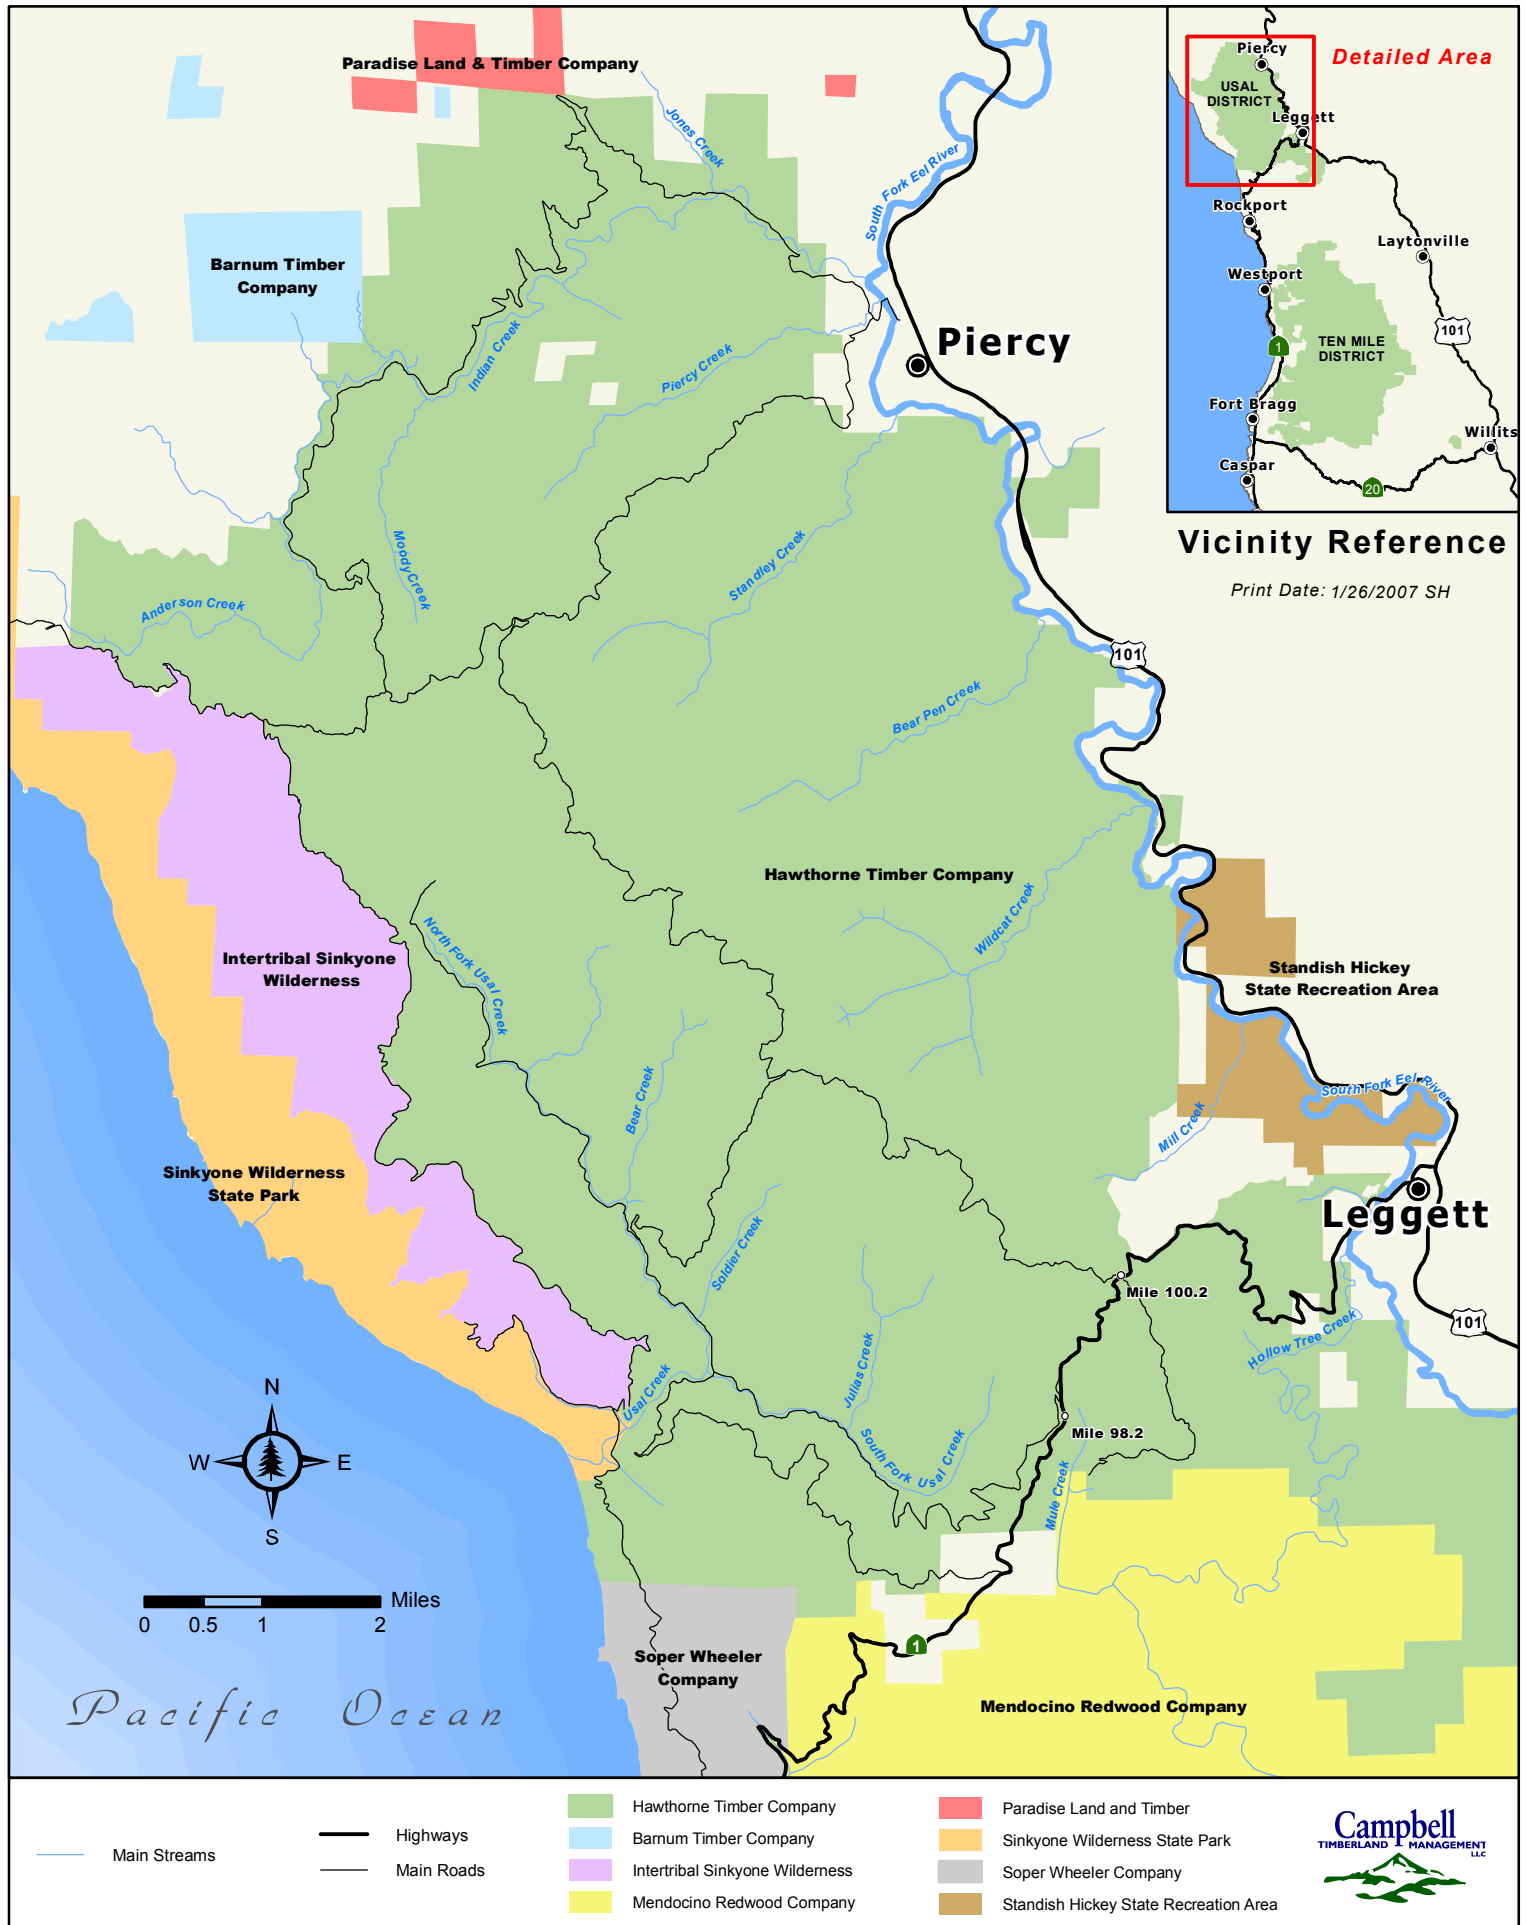 Paradise Land & Timber Company
Jones Creek
South Fork Eel River
Barnum Timber
Company
Indian Creek
Piercy Creek
Piercy
Moody Creek
Standley Creek
Anderson Creek
101
Bear Pen Creek
Hawthorne Timber Company
Wildcat Creek
North Fork Usal Creek
Intertribal Sinkyone
Wilderness
Standish Hickey
State Recreation Area
Bear Creek
South Fork Eel River
Mill Creek
Sinkyone Wilderness
State Park
Leggett
Soldier Creek
Mile 100.2
101
Hollow Tree Creek
Julias Creek
Usal Creek
Mile 98.2
South Fork Usal Creek
Mule Creek
N
W
E
S
Miles
0
0.5
1
2
1
Soper Wheeler
Company
Mendocino Redwood Company
Pacific Ocean
Detailed Area
Piercy
USAL
DISTRICT
Leggett
Rockport
Laytonville
Westport
101
TEN MILE
DISTRICT
1
Fort Bragg
Willits
Caspar
20
Vicinity Reference
Print Date: 1/26/2007 SH
Main Streams
Highways
Main Roads
Hawthorne Timber Company
Barnum Timber Company
Intertribal Sinkyone Wilderness
Mendocino Redwood Company
Paradise Land and Timber
Sinkyone Wilderness State Park
Soper Wheeler Company
Standish Hickey State Recreation Area
Campbell
TIMBERLAND MANAGEMENT
LLC